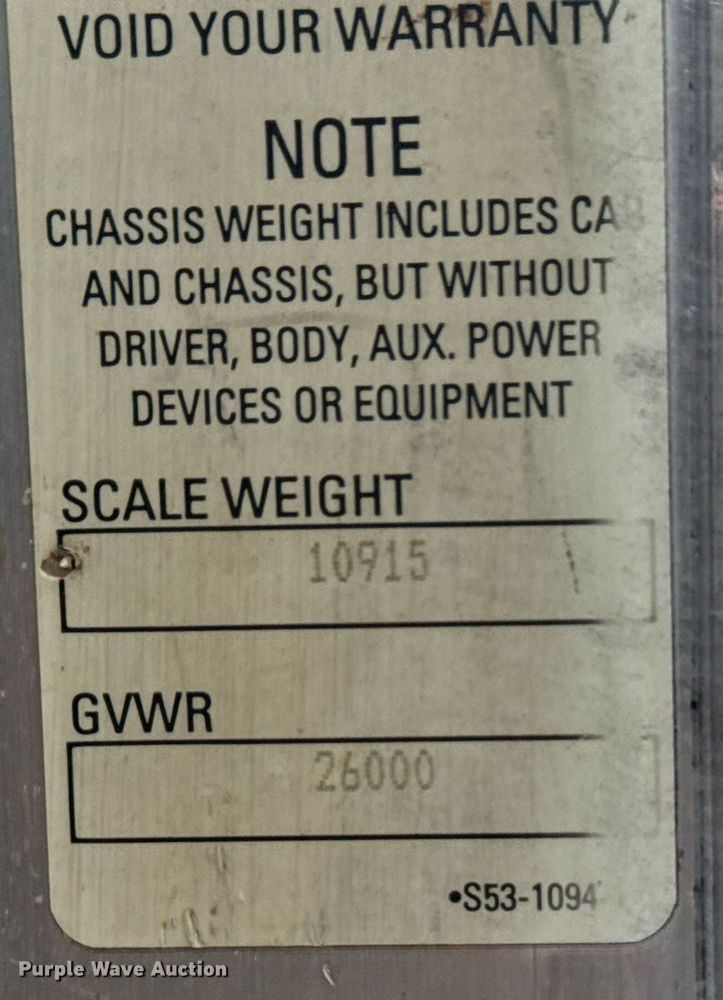 VOID YOUR WARRANTY
NOTE
CHASSIS WEIGHT INCLUDES CAB
AND CHASSIS, BUT WITHOUT
DRIVER, BODY, AUX. POWER
DEVICES OR EQUIPMENT
SCALE WEIGHT
10915
GVWR
26000
•S53-1094
Purple Wave Auction